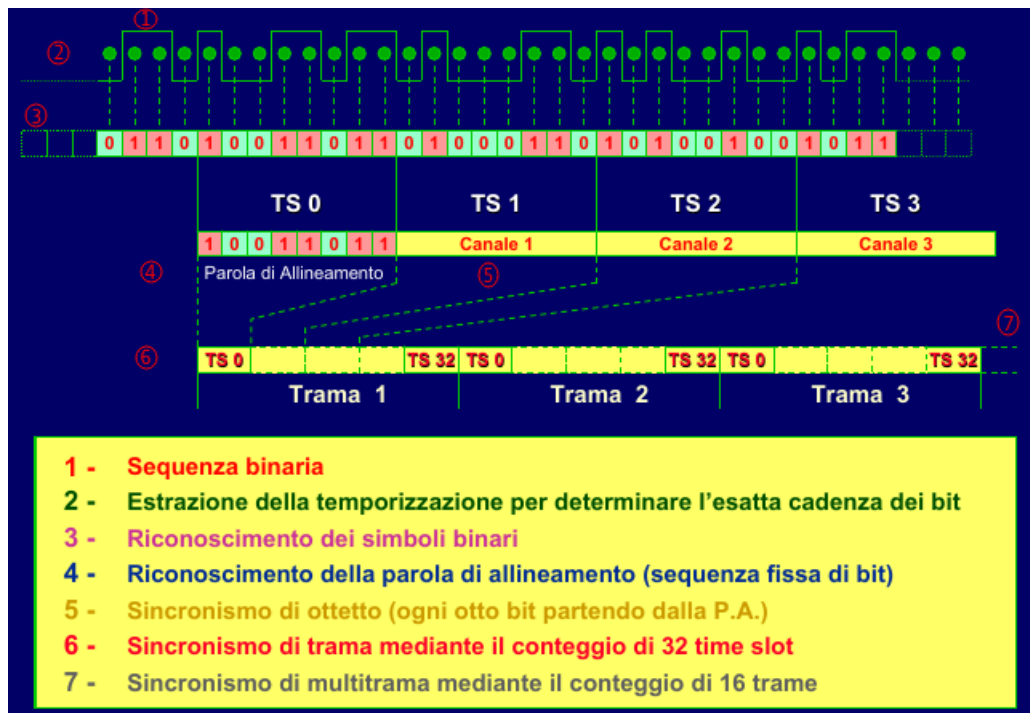 ①
②
③
0 1 1 0 1 0 0 1 1 0 1 1 0 1 0 0 0 1 1 0 1 0 1 0 0 1 0 0 1 0 1 1
TS 0 TS 1 TS 2 TS 3
1 0 0 1 1 0 1 1 Canale 1 Canale 2 Canale 3
④ Parola di Allineamento ⑤
⑦
⑥ TS 0 TS 32 TS 0 TS 32 TS 0 TS 32
Trama 1 Trama 2 Trama 3
1 - Sequenza binaria
2 - Estrazione della temporizzazione per determinare l'esatta cadenza dei bit
3 - Riconoscimento dei simboli binari
4 - Riconoscimento della parola di allineamento (sequenza fissa di bit)
5 - Sincronismo di ottetto (ogni otto bit partendo dalla P.A.)
6 - Sincronismo di trama mediante il conteggio di 32 time slot
7 - Sincronismo di multitrama mediante il conteggio di 16 trame